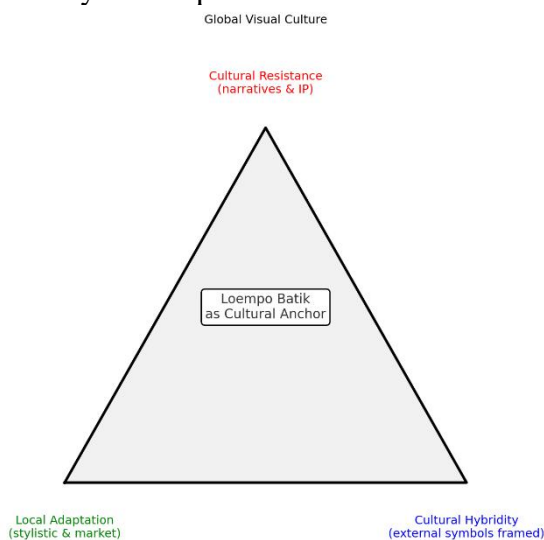 Global Visual Culture
Cultural Resistance
(narratives & IP)
Loempo Batik
as Cultural Anchor
Local Adaptation
(stylistic & market)
Cultural Hybridity
(external symbols framed)